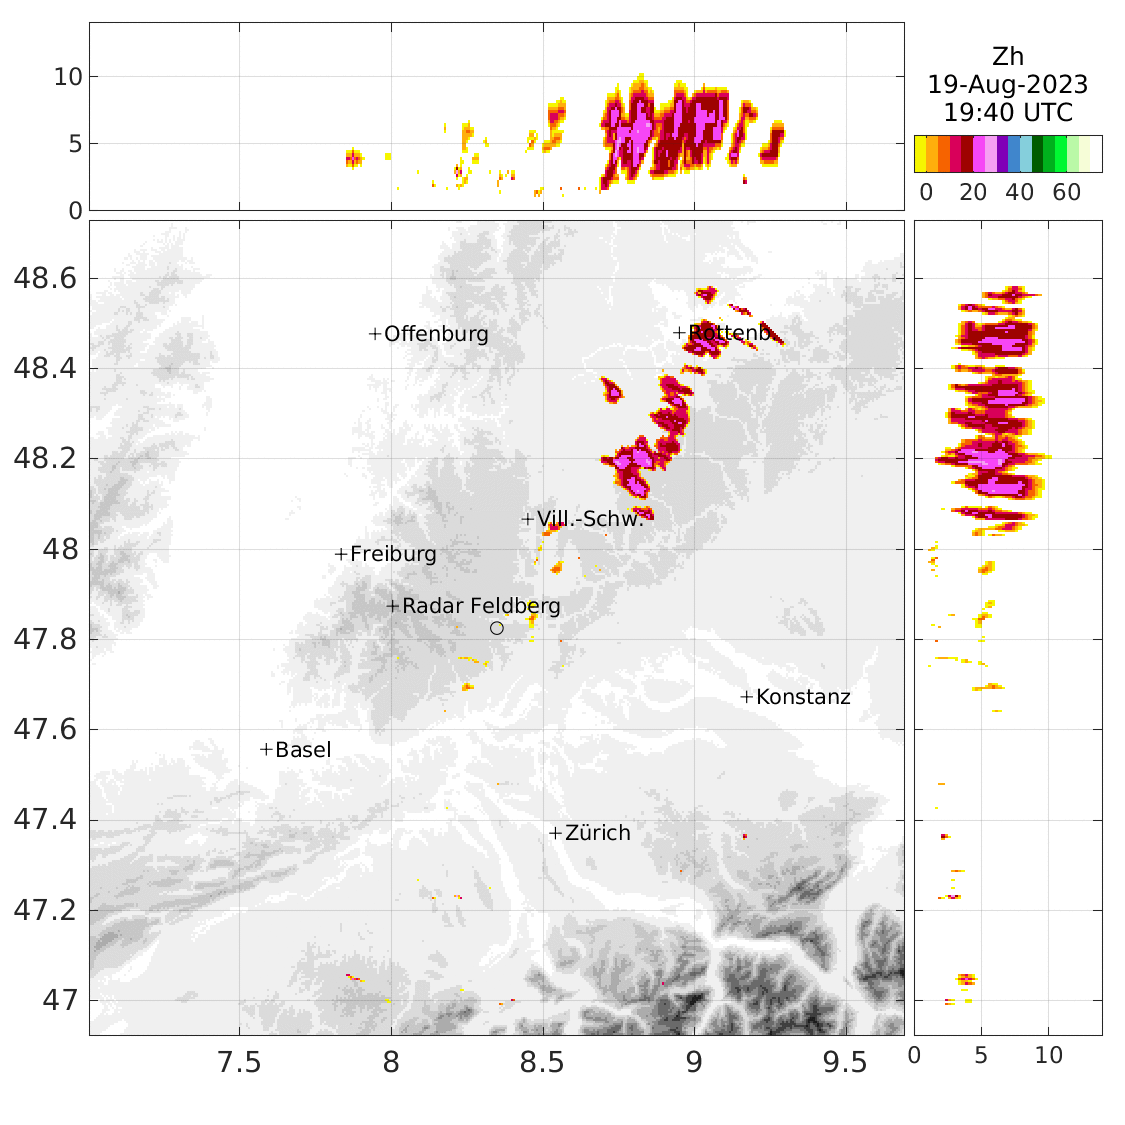 10
5
0
Zh
19-Aug-2023
19:40 UTC
0 20 40 60
48.6
48.4
48.2
48
47.8
47.6
47.4
47.2
47
+Offenburg
+Rottenb.
+Vill.-Schw.
+Freiburg
+Radar Feldberg
+Konstanz
+Basel
+Zürich
7.5 8 8.5 9 9.5
0 5 10